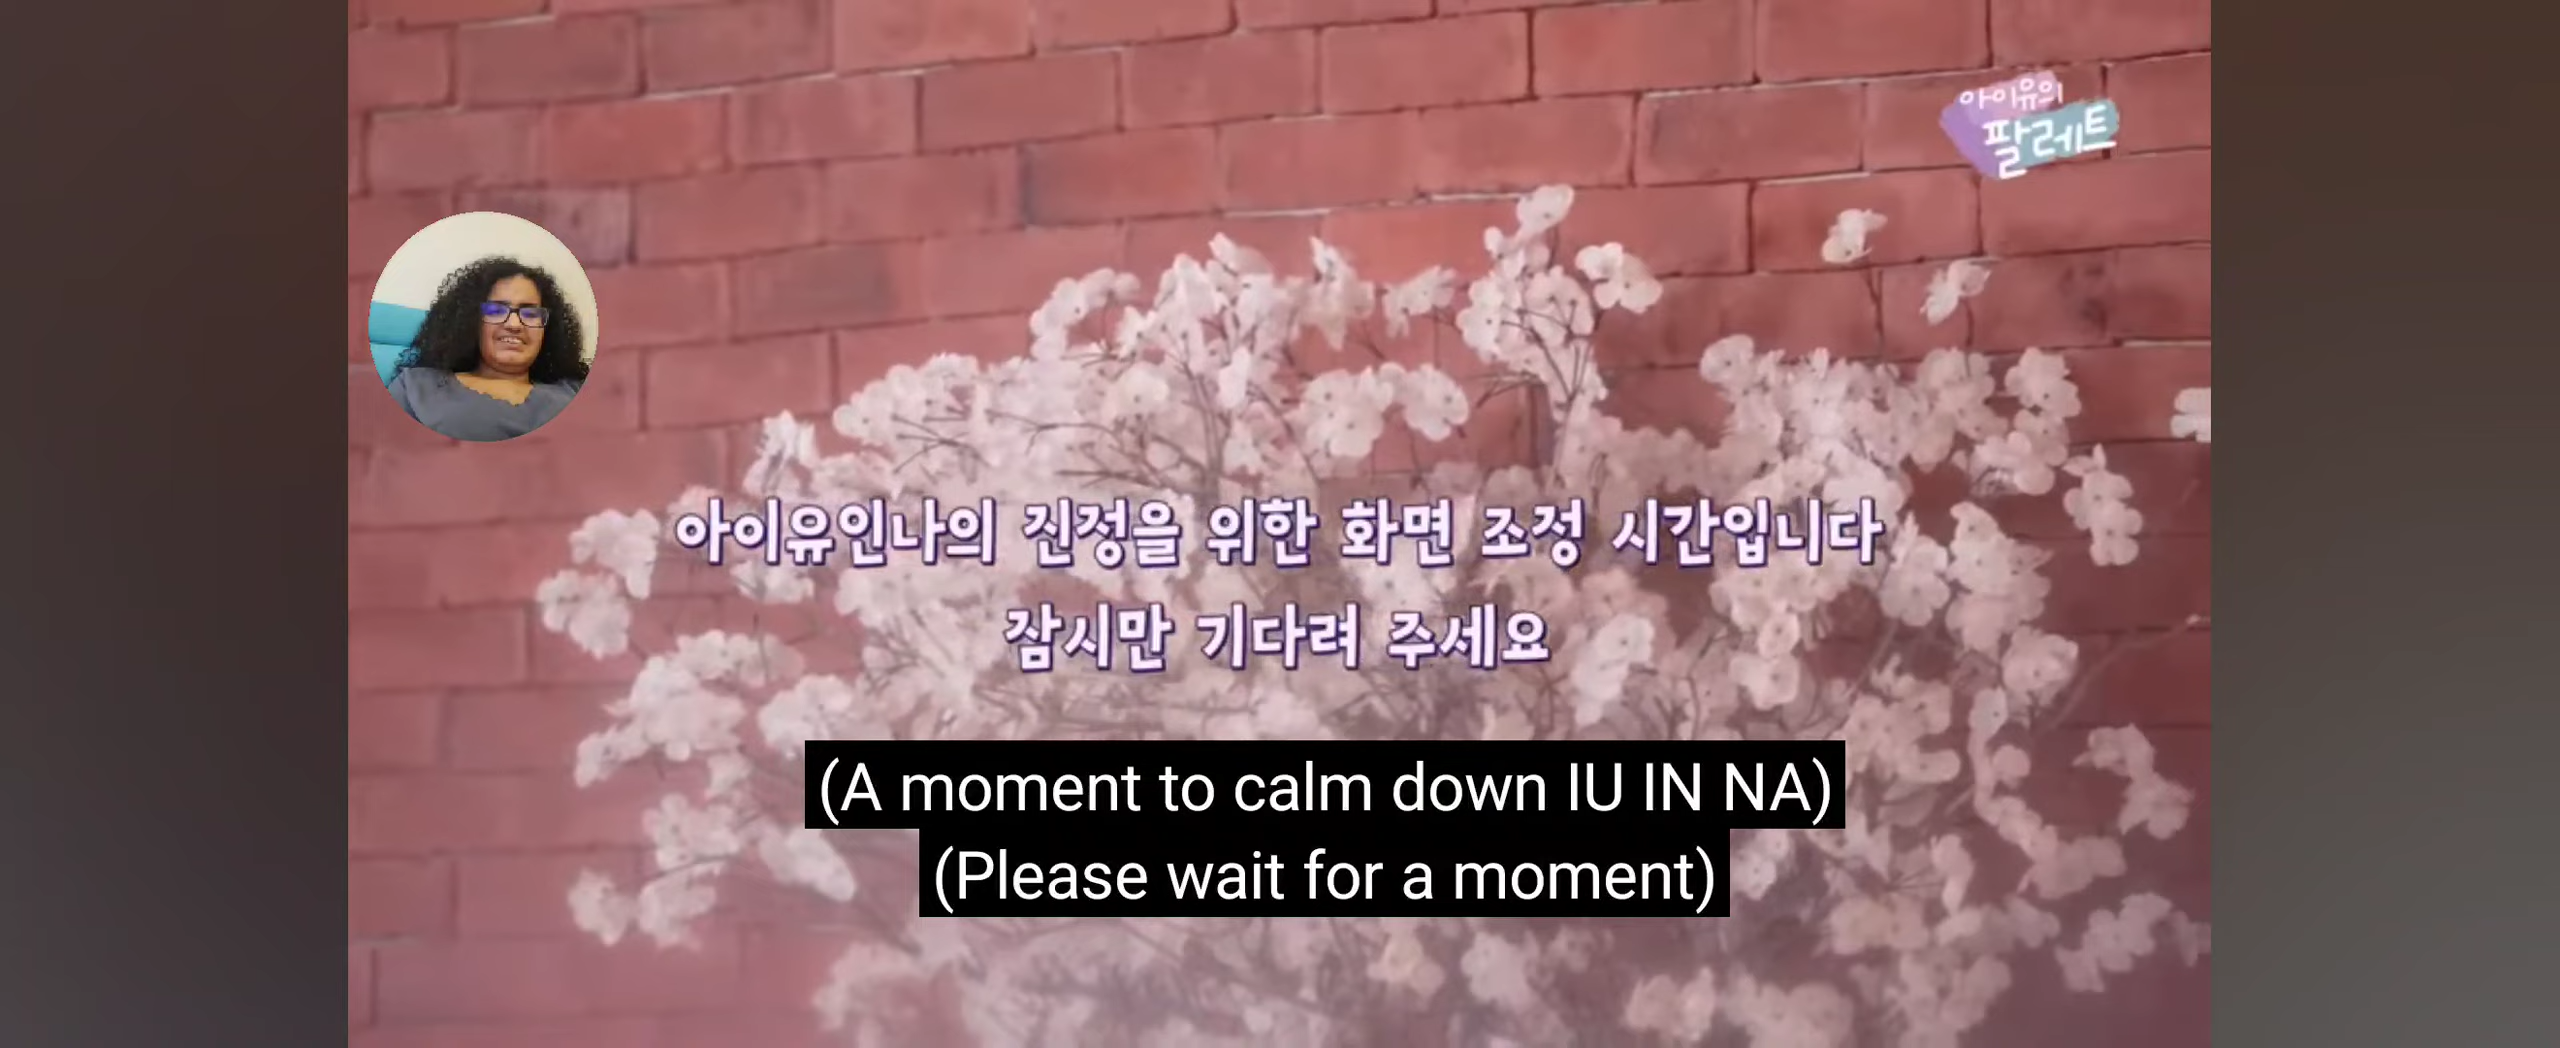 아이유의
팔레트
아이유인나의 진정을 위한 화면 조정 시간입니다
잠시만 기다려 주세요
(A moment to calm down IU IN NA)
(Please wait for a moment)